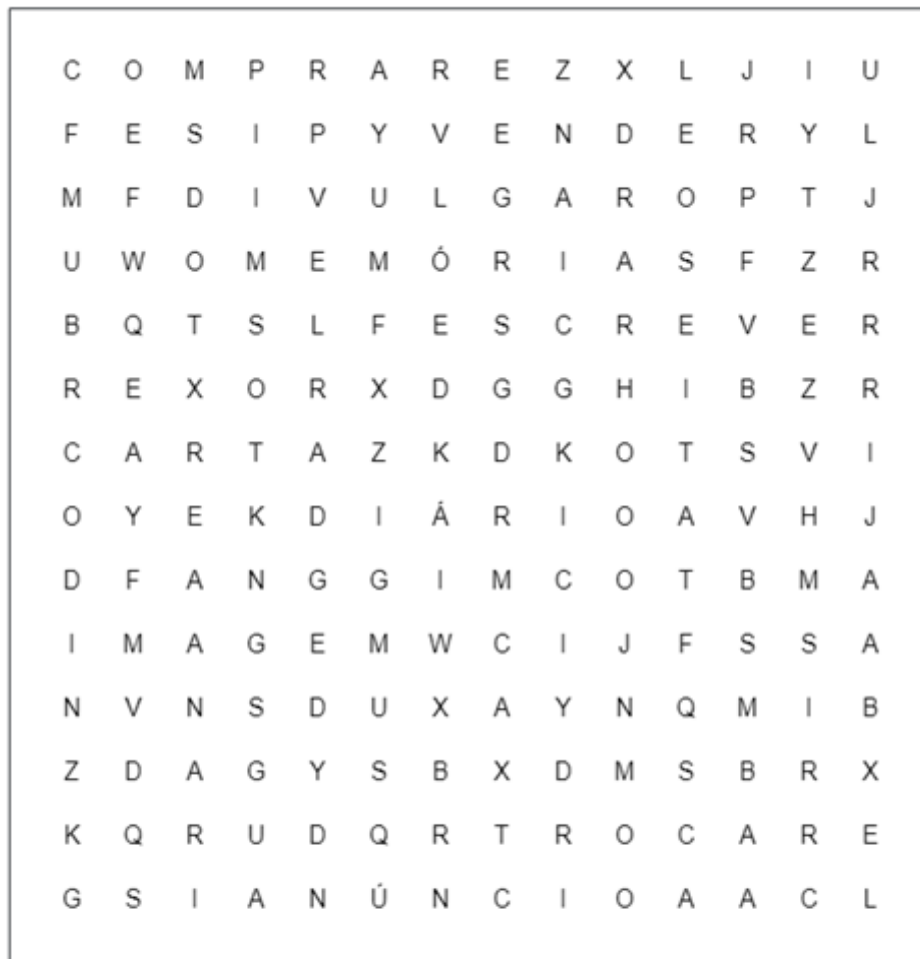 C O M P R A R E Z X L J I U
F E S I P Y V E N D E R Y L
M F D I V U L G A R O P T J
U W O M E M Ó R I A S F Z R
B Q T S L F E S C R E V E R
R E X O R X D G G H I B Z R
C A R T A Z K D K O T S V I
O Y E K D I Á R I O A V H J
D F A N G G I M C O T B M A
I M A G E M W C I J F S S A
N V N S D U X A Y N Q M I B
Z D A G Y S B X D M S B R X
K Q R U D Q R T R O C A R E
G S I A N Ú N C I O A A C L